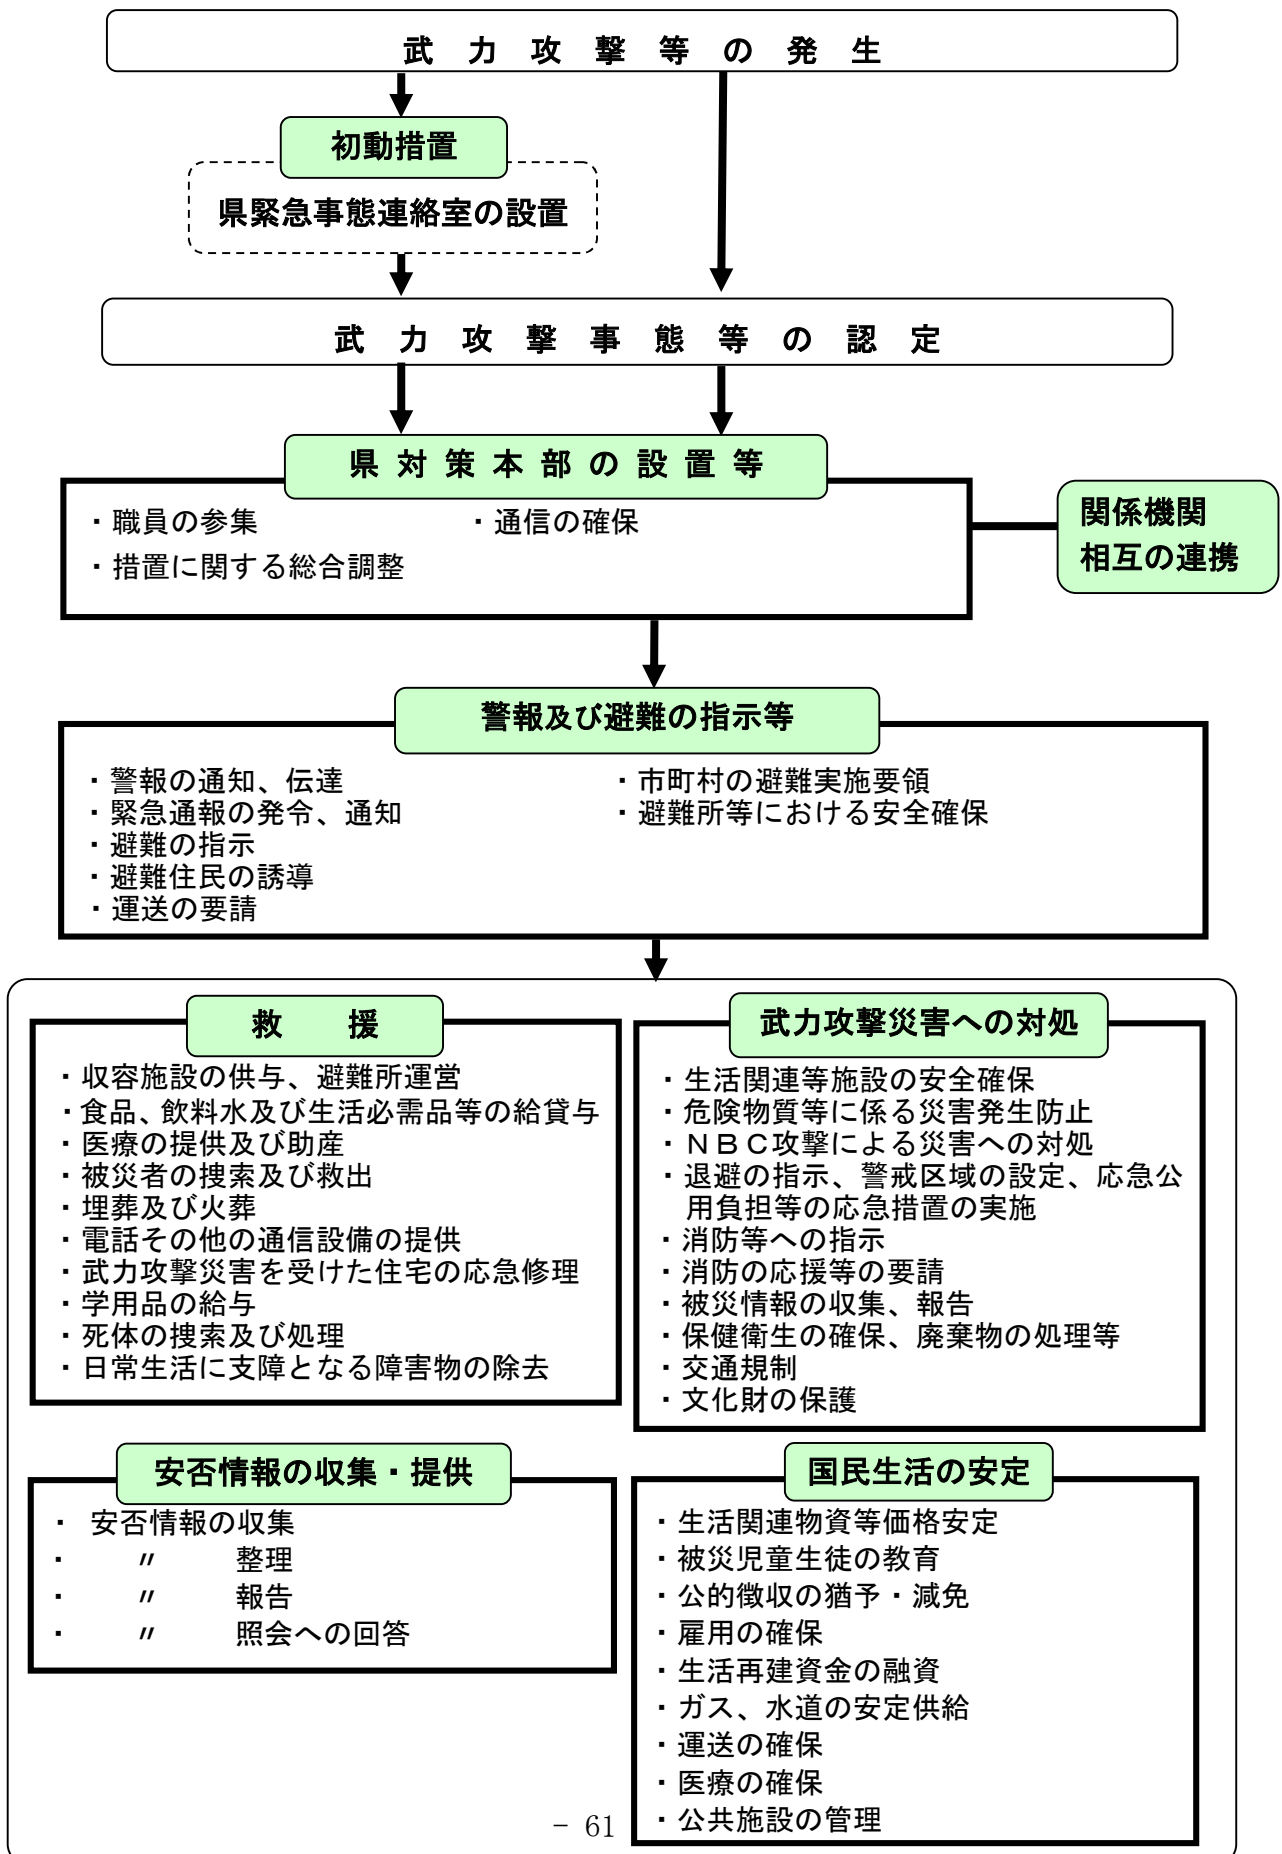 武力攻撃等の発生
初動措置
県緊急事態連絡室の設置
武力攻撃事態等の認定
県対策本部の設置等
・職員の参集
・通信の確保
・措置に関する総合調整
関係機関
相互の連携
警報及び避難の指示等
・警報の通知、伝達
・緊急通報の発令、通知
・避難の指示
・避難住民の誘導
・運送の要請
・市町村の避難実施要領
・避難所等における安全確保
救援
・収容施設の供与、避難所運営
・食品、飲料水及び生活必需品等の給貸与
・医療の提供及び助産
・被災者の捜索及び救出
・埋葬及び火葬
・電話その他の通信設備の提供
・武力攻撃災害を受けた住宅の応急修理
・学用品の給与
・死体の捜索及び処理
・日常生活に支障となる障害物の除去
武力攻撃災害への対処
・生活関連等施設の安全確保
・危険物質等に係る災害発生防止
・ＮＢＣ攻撃による災害への対処
・退避の指示、警戒区域の設定、応急公
用負担等の応急措置の実施
・消防等への指示
・消防の応援等の要請
・被災情報の収集、報告
・保健衛生の確保、廃棄物の処理等
・交通規制
・文化財の保護
安否情報の収集・提供
・ 安否情報の収集
・ 〃 整理
・ 〃 報告
・ 〃 照会への回答
国民生活の安定
・生活関連物資等価格安定
・被災児童生徒の教育
・公的徴収の猶予・減免
・雇用の確保
・生活再建資金の融資
・ガス、水道の安定供給
・運送の確保
・医療の確保
・公共施設の管理
- 61